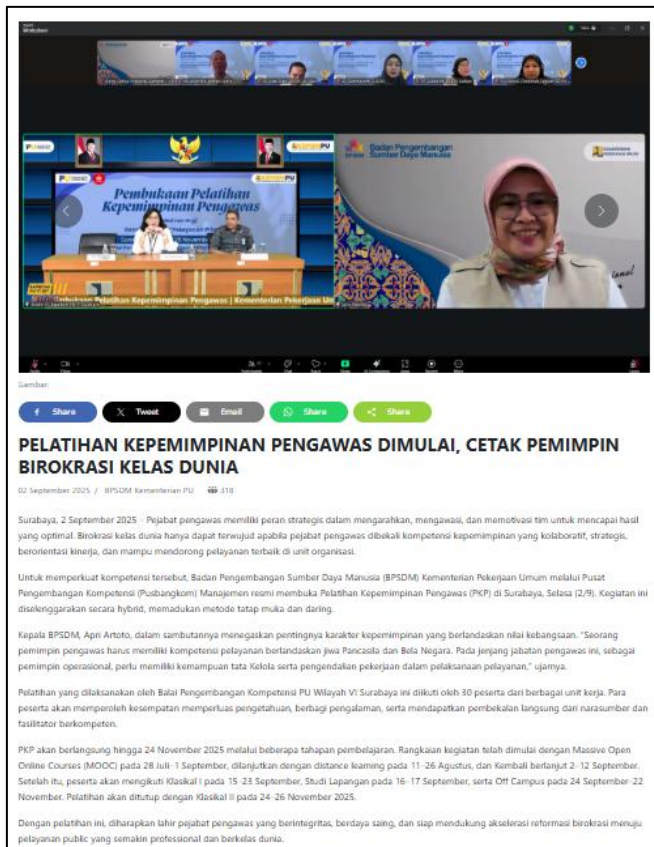 Workplace
Badan Pengembangan
Sumber Daya Manusia
Pembukaan Pelatihan
Kepemimpinan Pengawas
Pembukaan Pelatihan Kepemimpinan Pengawas | Kementerian Pekerjaan Um
Gambar:
Share
Tweet
Email
Share
Share
PELATIHAN KEPEMIMPINAN PENGAWAS DIMULAI, CETAK PEMIMPIN
BIROKRASI KELAS DUNIA
02 September 2025 / BPSDM Kementerian PU 318
Surabaya, 2 September 2025 - Pejabat pengawas memiliki peran strategis dalam mengarahkan, mengawasi, dan memotivasi tim untuk mencapai hasil
yang optimal. Birokrasi kelas dunia hanya dapat terwujud apabila pejabat pengawas dibekali kompetensi kepemimpinan yang kolaboratif, strategis,
berorientasi kinerja, dan mampu mendorong pelayanan terbaik di unit organisasi.
Untuk memperkuat kompetensi tersebut, Badan Pengembangan Sumber Daya Manusia (BPSDM) Kementerian Pekerjaan Umum melalui Pusat
Pengembangan Kompetensi (Pusbangkom) Manajemen resmi membuka Pelatihan Kepemimpinan Pengawas (PKP) di Surabaya, Selasa (2/9). Kegiatan ini
diselenggarakan secara hybrid, memadukan metode tatap muka dan daring.
Kepala BPSDM, Apri Artoto, dalam sambutannya menegaskan pentingnya karakter kepemimpinan yang berlandaskan nilai kebangsaan. "Seorang
pemimpin pengawas harus memiliki kompetensi pelayanan berlandaskan jiwa Pancasila dan Bela Negara. Pada jenjang jabatan pengawas ini, sebagai
pemimpin operasional, perlu memiliki kemampuan tata Kelola serta pengendalian pekerjaan dalam pelaksanaan pelayanan," ujarnya.
Pelatihan yang dilaksanakan oleh Balai Pengembangan Kompetensi PU Wilayah VI Surabaya ini diikuti oleh 30 peserta dari berbagai unit kerja. Para
peserta akan memperoleh kesempatan memperluas pengetahuan, berbagi pengalaman, serta mendapatkan pembekalan langsung dari narasumber dan
fasilitator berkompeten.
PKP akan berlangsung hingga 24 November 2025 melalui beberapa tahapan pembelajaran. Rangkaian kegiatan telah dimulai dengan Massive Open
Online Courses (MOOC) pada 28 Juli-1 September, dilanjutkan dengan distance learning pada 11-26 Agustus, dan Kembali berlanjut 2-12 September.
Setelah itu, peserta akan mengikuti Klasikal I pada 15-23 September, Studi Lapangan pada 16-17 September, serta Off Campus pada 24 September-22
November. Pelatihan akan ditutup dengan Klasikal II pada 24-26 November 2025.
Dengan pelatihan ini, diharapkan lahir pejabat pengawas yang berintegritas, berdaya saing, dan siap mendukung akselerasi reformasi birokrasi menuju
pelayanan public yang semakin professional dan berkelas dunia.